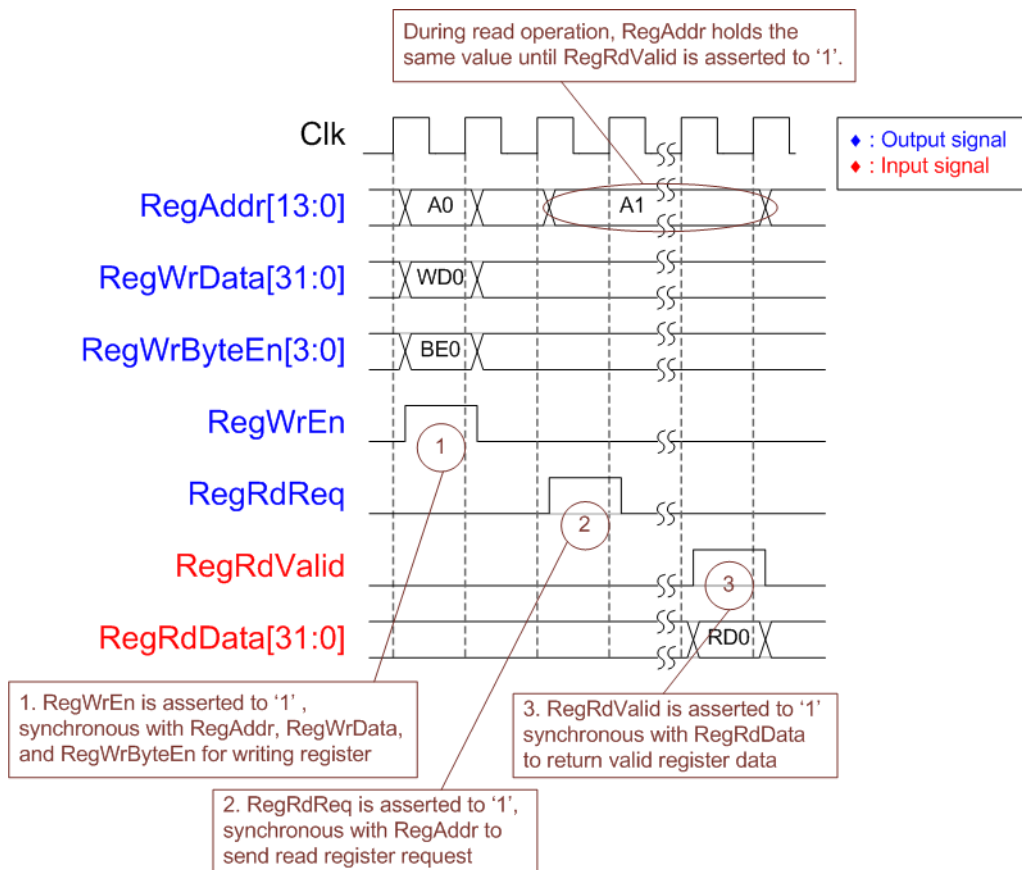 During read operation, RegAddr holds the
same value until RegRdValid is asserted to ‘1’.
Clk
♦ : Output signal
♦ : Input signal
RegAddr[13:0]
A0
A1
RegWrData[31:0]
WD0
RegWrByteEn[3:0]
BE0
RegWrEn
1
RegRdReq
2
RegRdValid
3
RegRdData[31:0]
RD0
1. RegWrEn is asserted to ‘1’ ,
synchronous with RegAddr, RegWrData,
and RegWrByteEn for writing register
3. RegRdValid is asserted to ‘1’
synchronous with RegRdData
to return valid register data
2. RegRdReq is asserted to ‘1’,
synchronous with RegAddr to
send read register request